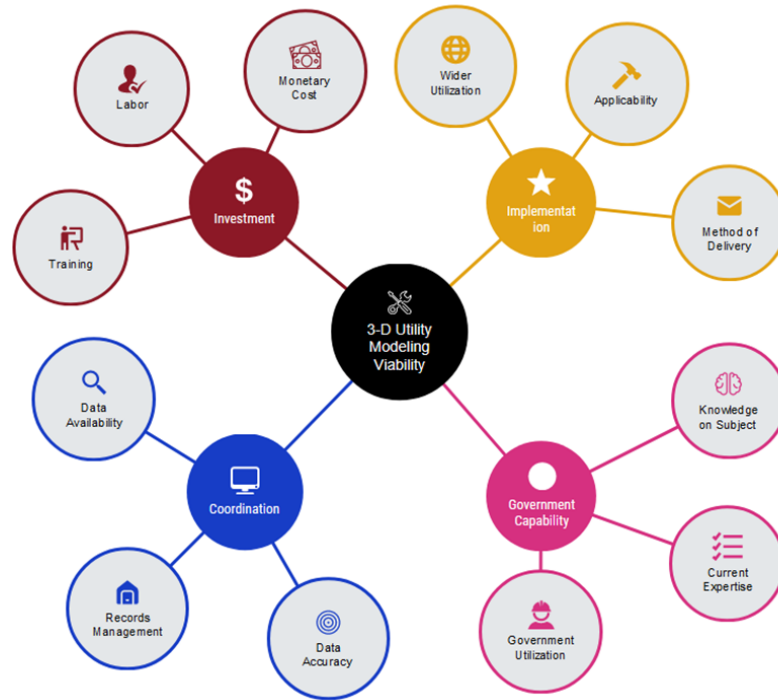 Labor
Monetary
Cost
$
Investment
Training
Wider
Utilization
Applicability
Implementat
ion
Method of
Delivery
3-D Utility
Modeling
Viability
Data
Availability
Coordination
Records
Management
Data
Accuracy
Knowledge
on Subject
Government
Capability
Current
Expertise
Government
Utilization